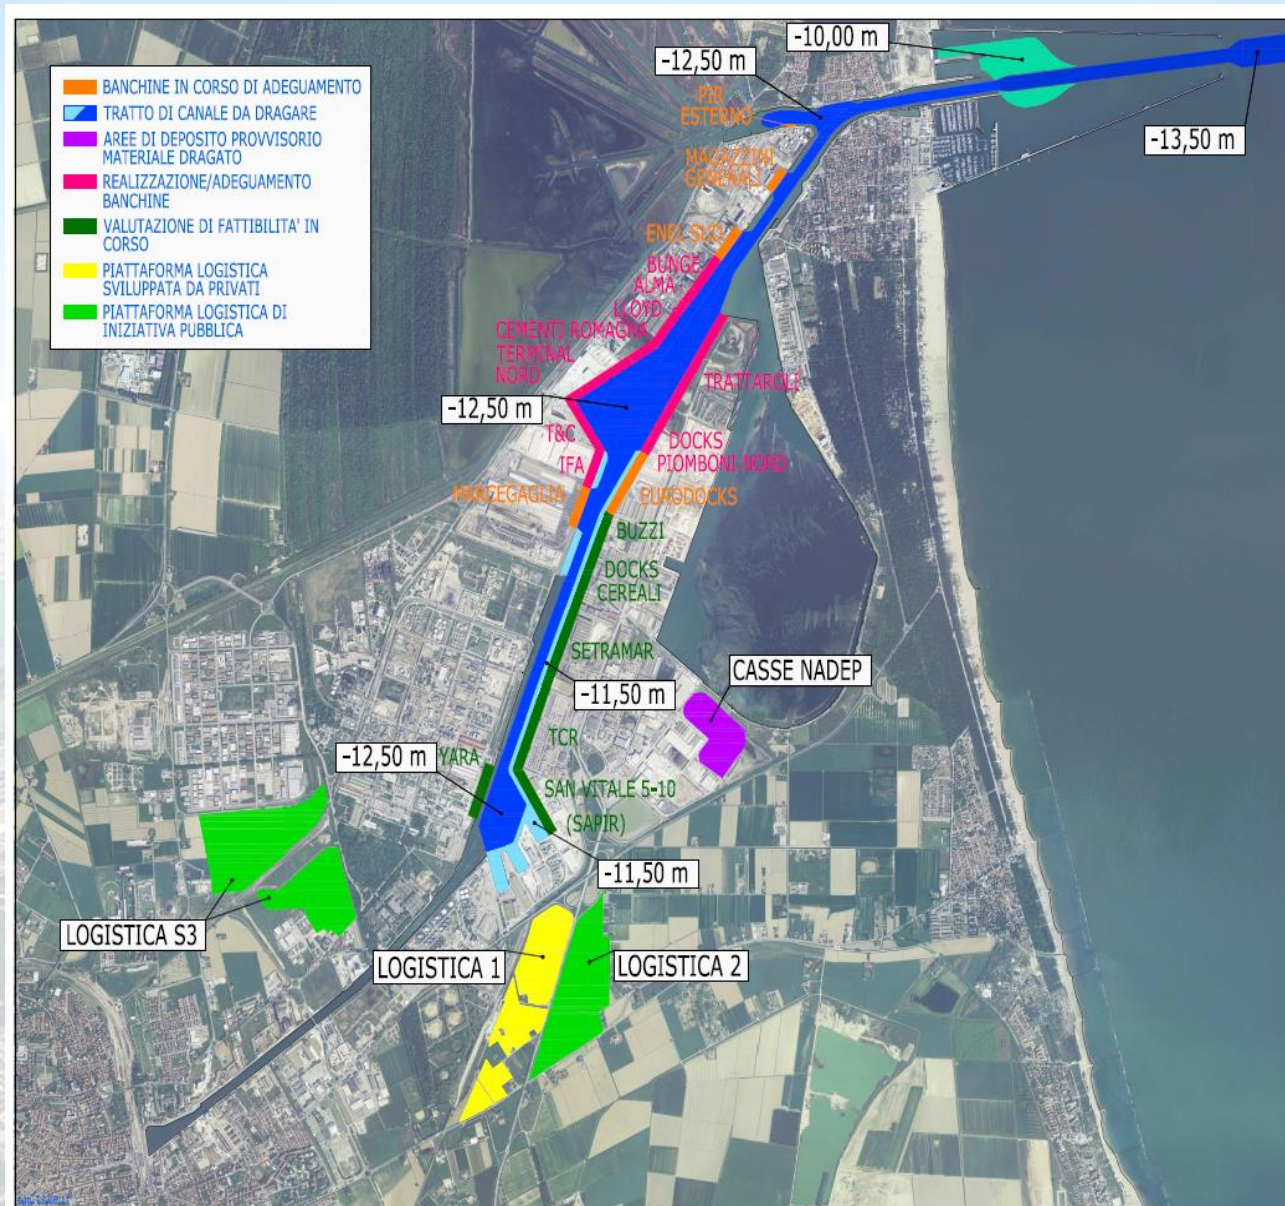 -10,00 m
-12,50 m
BANCHINE IN CORSO DI ADEGUAMENTO
TRATTO DI CANALE DA DRAGARE
AREE DI DEPOSITO PROVVISORIO
MATERIALE DRAGATO
REALIZZAZIONE/ADEGUAMENTO
BANCHINE
VALUTAZIONE DI FATTIBILITA' IN
CORSO
PIATTAFORMA LOGISTICA
SVILUPPATA DA PRIVATI
PIATTAFORMA LOGISTICA DI
INIZIATIVA PUBBLICA
PIR
ESTERNO
-13,50 m
MAGAZZINI
GENERALI
ENEL SUD
BUNGE
ALMA
LLOYD
CEMENTI ROMAGNA
TERMINAL
NORD
TRATTAROLI
-12,50 m
T&C
IFA
DOCKS
PIOMBONI NORD
MARCEGAGLIA
EURODOCKS
BUZZI
DOCKS
CEREALI
SETRAMAR
CASSE NADEP
-11,50 m
TCR
-12,50 m
YARA
SAN VITALE 5-10
(SAPIR)
-11,50 m
LOGISTICA S3
LOGISTICA 1
LOGISTICA 2